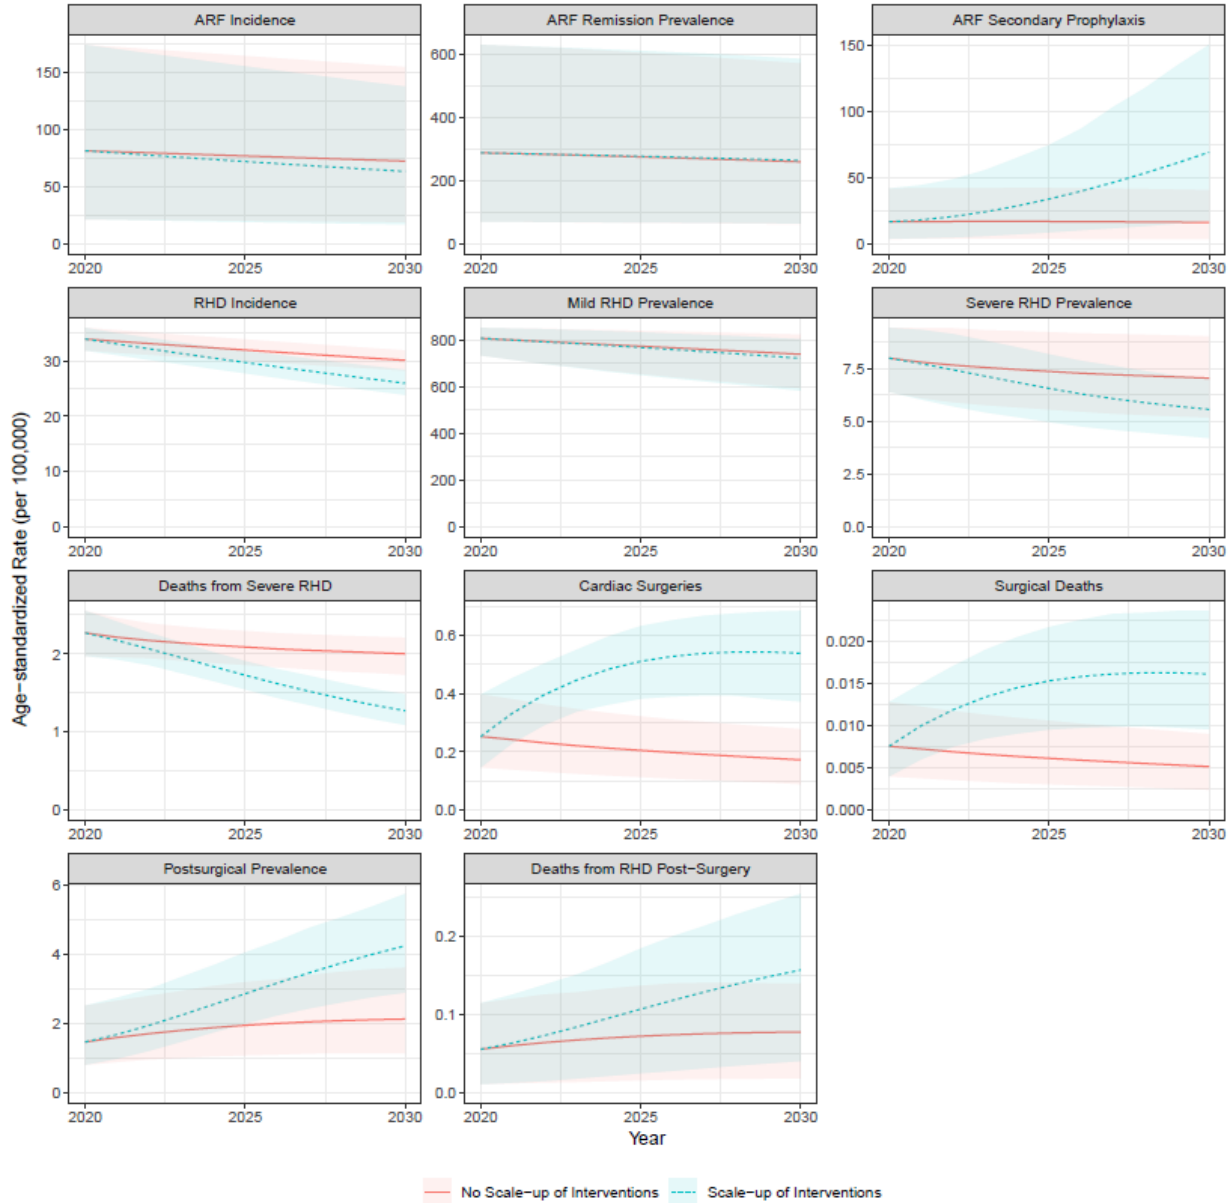 ARF Incidence
ARF Remission Prevalence
ARF Secondary Prophylaxis
150
100
50
0
2020 2025 2030
600
400
200
0
2020 2025 2030
150
100
50
0
2020 2025 2030
RHD Incidence
Mild RHD Prevalence
Severe RHD Prevalence
30
20
10
0
2020 2025 2030
800
600
400
200
0
2020 2025 2030
7.5
5.0
2.5
0.0
2020 2025 2030
Age-standardized Rate (per 100,000)
Deaths from Severe RHD
Cardiac Surgeries
Surgical Deaths
2
1
0
2020 2025 2030
0.6
0.4
0.2
0.0
2020 2025 2030
0.020
0.015
0.010
0.005
0.000
2020 2025 2030
Postsurgical Prevalence
Deaths from RHD Post-Surgery
6
4
2
0
2020 2025 2030
0.2
0.1
0.0
2020 2025 2030
Year
No Scale-up of Interventions Scale-up of Interventions